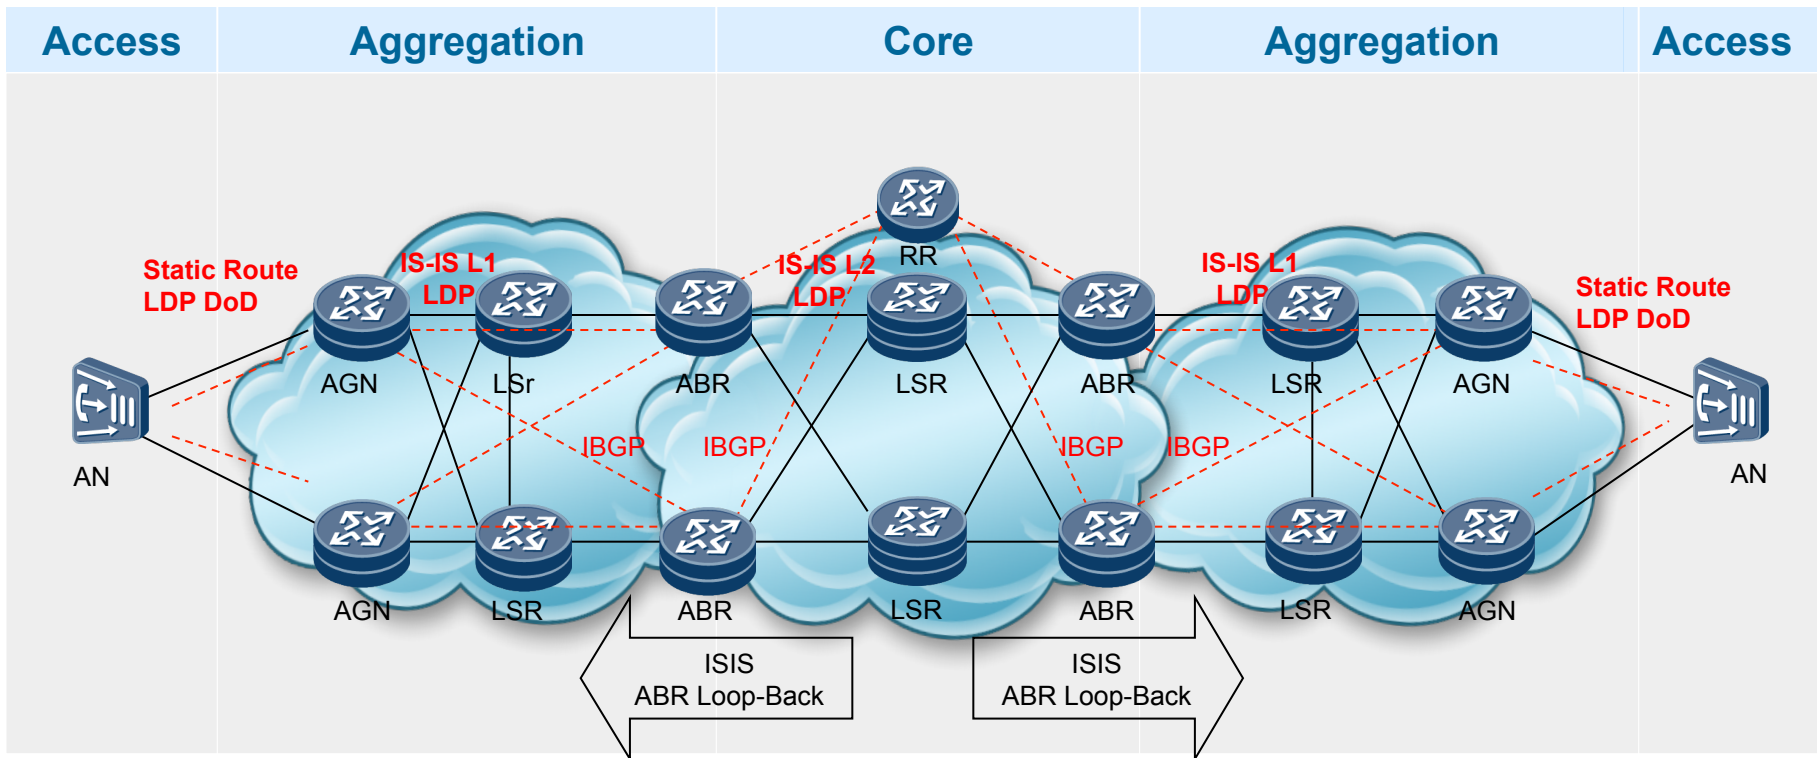 Access
Aggregation
Core
Aggregation
Access
RR
Static Route
LDP DoD
IS-IS L1
LDP
IS-IS L2
LDP
IS-IS L1
LDP
Static Route
LDP DoD
AGN
LSr
ABR
LSR
ABR
LSR
AGN
IBGP
IBGP
IBGP
IBGP
AN
AN
AGN
LSR
ABR
LSR
ABR
LSR
AGN
ISIS
ABR Loop-Back
ISIS
ABR Loop-Back